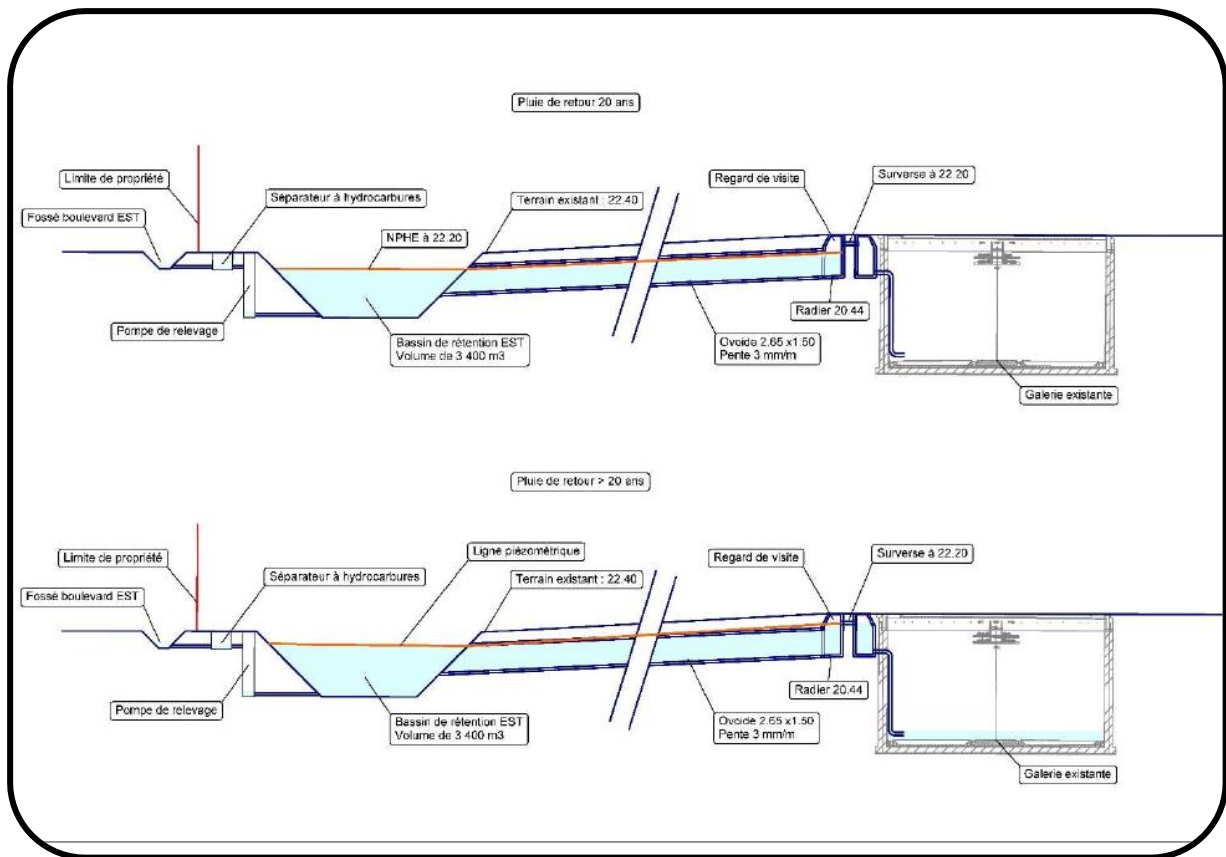 Pluie de retour 20 ans
Limite de propriété
Regard de visite
Surverse à 22.20
Séparateur à hydrocarbures
Terrain existant : 22.40
Fossé boulevard EST
NPHE à 22.20
Radier 20.44
Pompe de relevage
Bassin de rétention EST
Volume de 3 400 m3
Ovoide 2.65 x1.50
Pente 3 mm/m
Galerie existante
Pluie de retour > 20 ans
Limite de propriété
Ligne piézométrique
Regard de visite
Surverse à 22.20
Séparateur à hydrocarbures
Terrain existant : 22.40
Fossé boulevard EST
Radier 20.44
Pompe de relevage
Bassin de rétention EST
Volume de 3 400 m3
Ovoide 2.65 x1.50
Pente 3 mm/m
Galerie existante